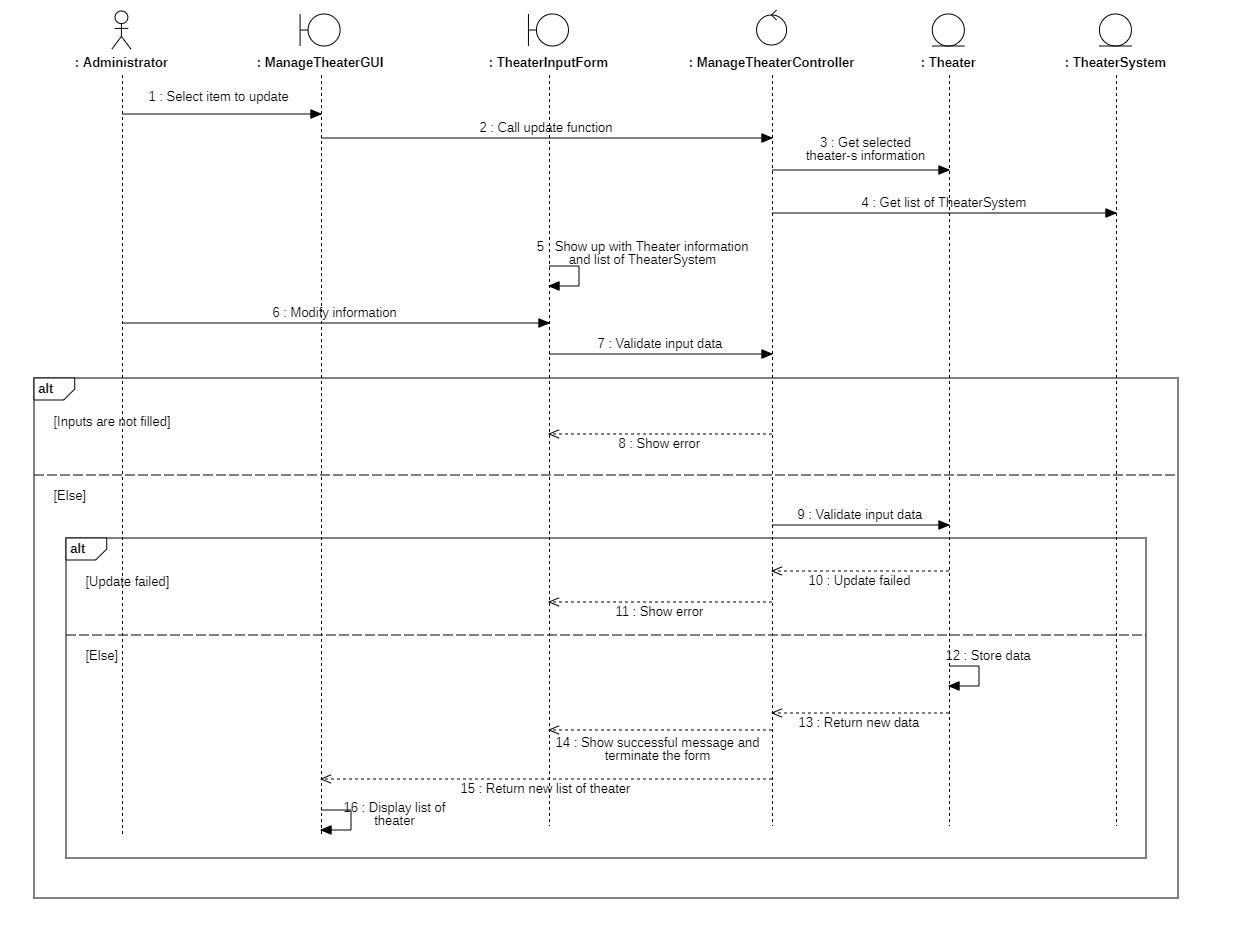 : Administrator
: ManageTheaterGUI
: TheaterInputForm
: ManageTheaterController
: Theater
: TheaterSystem
1 : Select item to update
2 : Call update function
3 : Get selected
theater-s information
4 : Get list of TheaterSystem
5 : Show up with Theater information
and list of TheaterSystem
6 : Modify information
7 : Validate input data
alt
[Inputs are not filled]
8 : Show error
[Else]
9 : Validate input data
alt
[Update failed]
10 : Update failed
11 : Show error
[Else]
12 : Store data
13 : Return new data
14 : Show successful message and
terminate the form
15 : Return new list of theater
16 : Display list of
theater